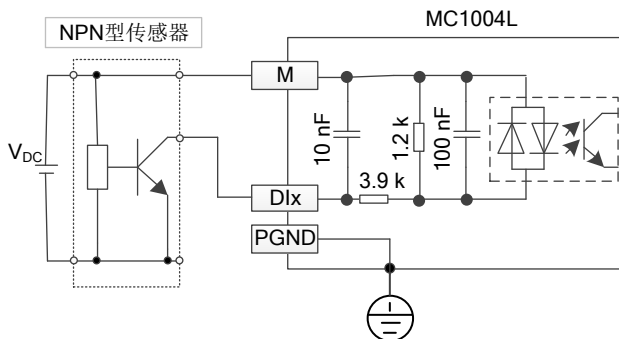 MC1004L
NPN型传感器
M
10 nF
1.2 k
100 nF
VDC
3.9 k
DIx
PGND